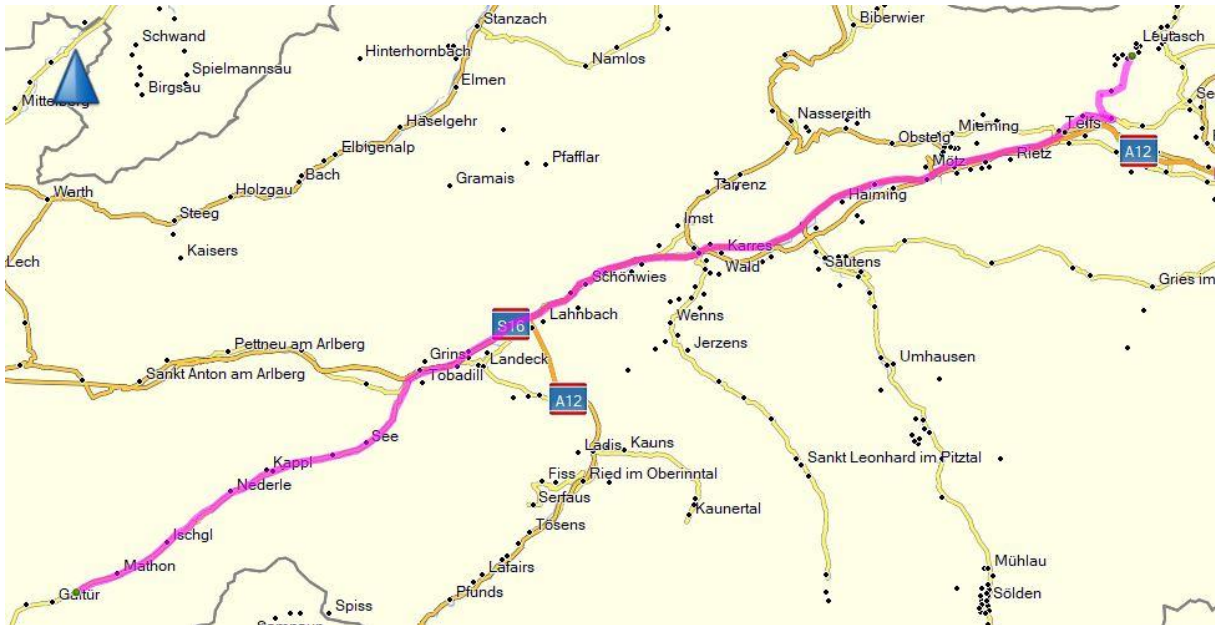 Stanzach
Biberwier
Schwand
Leutasch
Hinterhornbach
Namlos
Spielmannsau
Birgsau
Elmen
Mittelberg
Nassereith
Häselgehr
Mieming
Telfs
Obsteig
Elbigenalp
Mötz
Rietz
A12
Pfafflar
Bach
Gramais
Warth
Holzgau
Tarrenz
Haiming
Steeg
Imst
Kaisers
Karres
Lech
Wald
Sautens
Schönwies
Gries im
Lahnbach
S16
Wenns
Pettneu am Arlberg
Grins
Landeck
Jerzens
Umhausen
Sankt Anton am Arlberg
Tobadill
A12
See
Ladis
Kauns
Sankt Leonhard im Pitztal
Kappl
Fiss
Ried im Oberinntal
Nederle
Serfaus
Kaunertal
Ischgl
Tösens
Mathon
Lafairs
Mühlau
Galtür
Pfunds
Sölden
Spiss